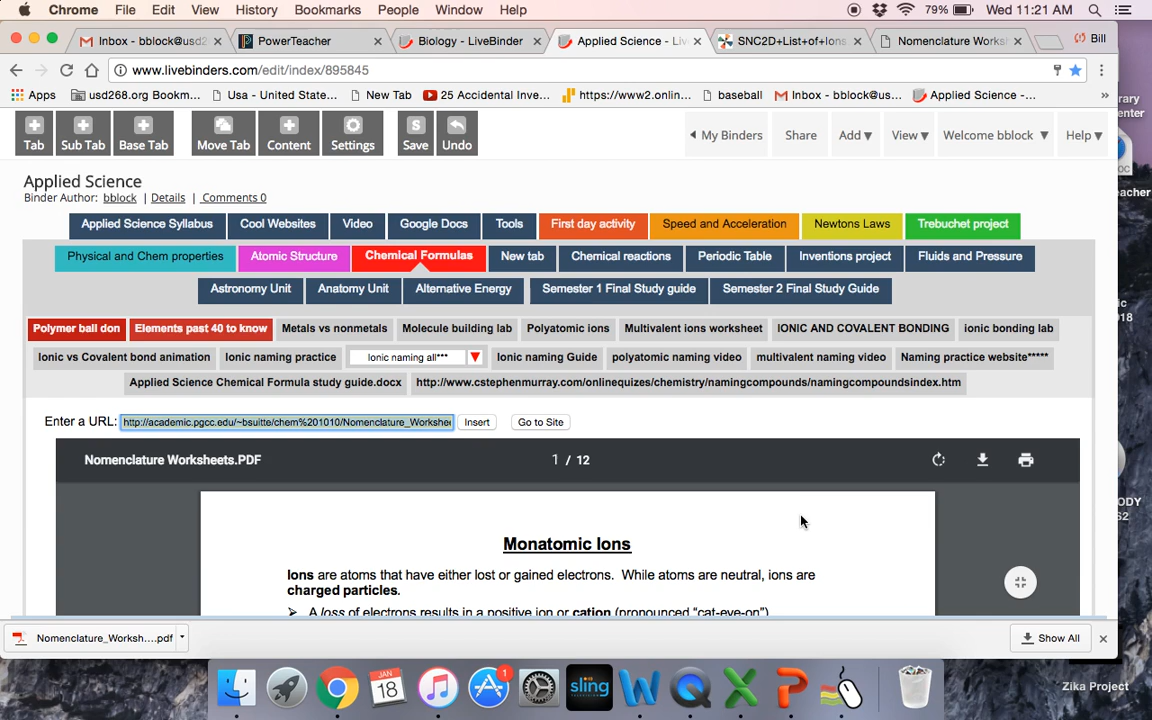 Chrome File Edit View History Bookmarks People Window Help 79% Wed 11:21 AM
Inbox - bblock@usd2 PowerTeacher Biology - LiveBinder Applied Science - Liv SNC2D+List+of+Ions Nomenclature Works Bill
www.livebinders.com/edit/index/895845
Apps usd268.org Bookm... Usa - United State... New Tab 25 Accidental Inve... https://www2.onlin... baseball Inbox - bblock@us... Applied Science -... »
Tab Sub Tab Base Tab Move Tab Content Settings Save Undo My Binders Share Add View Welcome bblock Help
Applied Science
Binder Author: bblock | Details | Comments 0
Applied Science Syllabus Cool Websites Video Google Docs Tools First day activity Speed and Acceleration Newtons Laws Trebuchet project
Physical and Chem properties Atomic Structure Chemical Formulas New tab Chemical reactions Periodic Table Inventions project Fluids and Pressure
Astronomy Unit Anatomy Unit Alternative Energy Semester 1 Final Study guide Semester 2 Final Study Guide
Polymer ball don Elements past 40 to know Metals vs nonmetals Molecule building lab Polyatomic ions Multivalent ions worksheet IONIC AND COVALENT BONDING ionic bonding lab
Ionic vs Covalent bond animation Ionic naming practice Ionic naming all*** Ionic naming Guide polyatomic naming video multivalent naming video Naming practice website*****
Applied Science Chemical Formula study guide.docx http://www.cstephenmurray.com/onlinequizes/chemistry/namingcompounds/namingcompoundsindex.htm
Enter a URL: http://academic.pgcc.edu/~bsuitte/chem%201010/Nomenclature_Workshee Insert Go to Site
Nomenclature Worksheets.PDF 1 / 12
Monatomic Ions
Ions are atoms that have either lost or gained electrons. While atoms are neutral, ions are
charged particles.
➢ A loss of electrons results in a positive ion or cation (pronounced “cat-eye-on”)
Nomenclature_Worksh....pdf Show All
JAN
18
1
sling
Zika Project